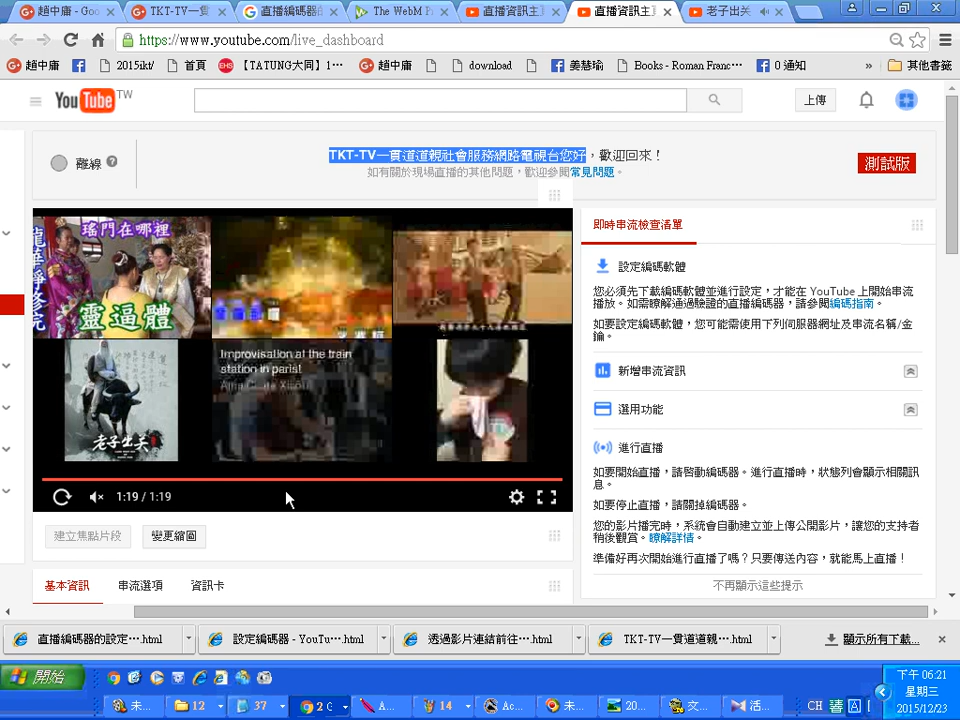 趙中庸 - Goo
TKT-TV一貫
直播編碼器的
The WebM P
直播資訊主
直播資訊主
老子出关
https://www.youtube.com/live_dashboard
趙中庸
2015ikt/
首頁
【TATUNG大同】1…
趙中庸
download
姜慧瑜
Books - Roman Franc…
0 通知
»
其他書籤
YouTube TW
上傳
離線
TKT-TV一貫道道親社會服務網路電視台您好，歡迎回來！
如有關於現場直播的其他問題，歡迎參閱常見問題。
測試版
瑤門在哪裡
龍華靜修院
靈逼體
Improvisation at the train
station in paris!
老子出关
1:19 / 1:19
建立焦點片段
變更縮圖
基本資訊
串流選項
資訊卡
即時串流檢查清單
設定編碼軟體
您必須先下載編碼軟體並進行設定，才能在 YouTube 上開始串流
播放。如需瞭解通過驗證的直播編碼器，請參閱編碼指南。
如要設定編碼軟體，您可能需使用下列伺服器網址及串流名稱/金
鑰。
新增串流資訊
選用功能
進行直播
如要開始直播，請啓動編碼器。進行直播時，狀態列會顯示相關訊
息。
如要停止直播，請關掉編碼器。
您的影片播完時，系統會自動建立並上傳公開影片，讓您的支持者
稍後觀賞。瞭解詳情。
準備好再次開始進行直播了嗎？只要傳送內容，就能馬上直播！
不再顯示這些提示
直播編碼器的設定….html
設定編碼器 - YouTu….html
透過影片連結前往….html
TKT-TV一貫道道親….html
顯示所有下載...
開始
未…
12
37
2 G
A…
14
Ac…
未…
20…
文…
活…
CH
下午 06:21
星期三
2015/12/23